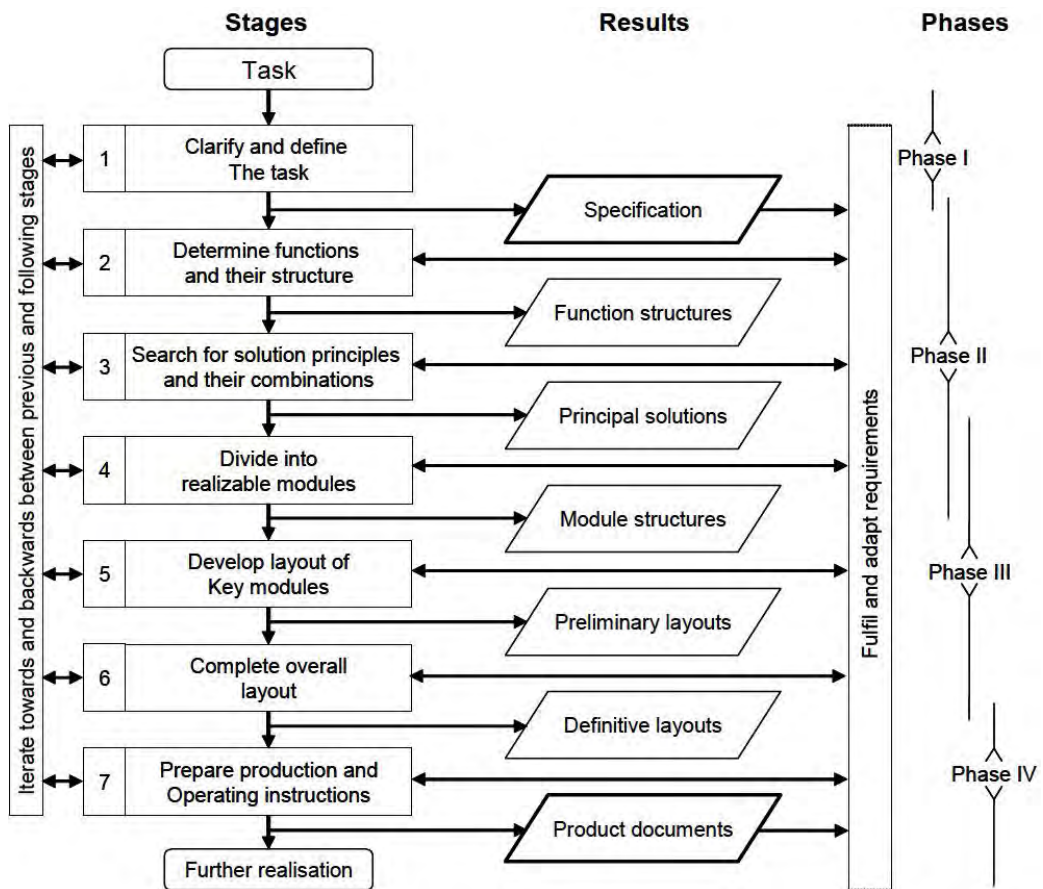 Stages
Results
Phases
Task
Iterate towards and backwards between previous and following stages
1
Clarify and define
The task
Specification
2
Determine functions
and their structure
Function structures
3
Search for solution principles
and their combinations
Principal solutions
4
Divide into
realizable modules
Module structures
5
Develop layout of
Key modules
Preliminary layouts
6
Complete overall
layout
Definitive layouts
7
Prepare production and
Operating instructions
Product documents
Further realisation
Fulfil and adapt requirements
Phase I
Phase II
Phase III
Phase IV